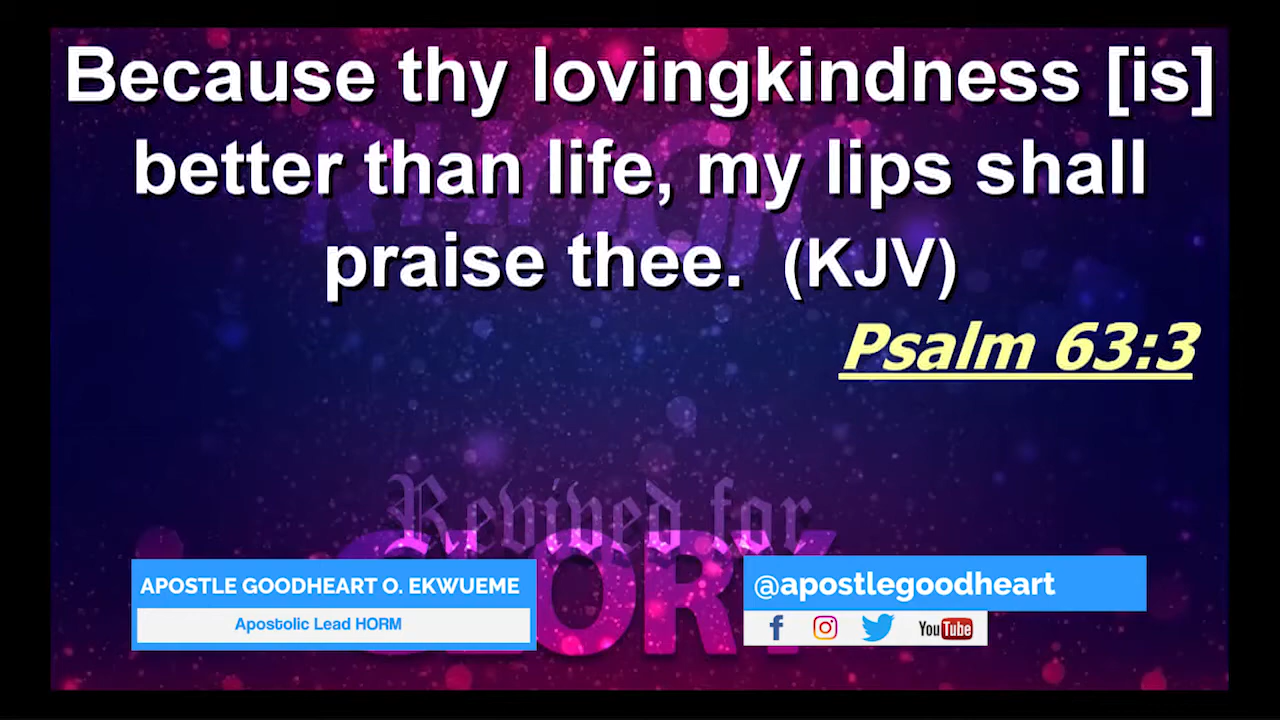 Because thy lovingkindness [is]
better than life, my lips shall
praise thee. (KJV)
Psalm 63:3
Revived for
GLORY
APOSTLE GOODHEART O. EKWUEME
Apostolic Lead HORM
@apostlegoodheart
YouTube